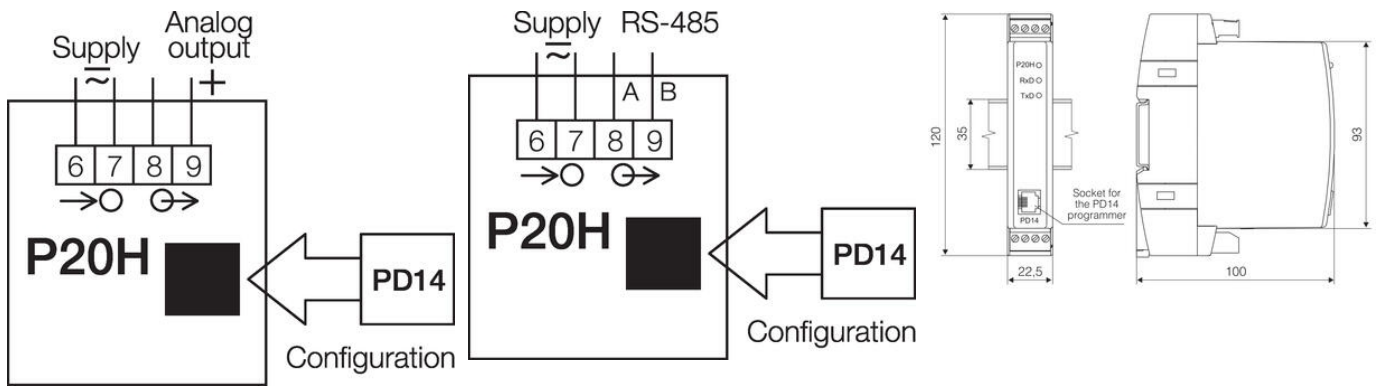 Supply
Analog
output
+
6 7 8 9
P20H
PD14
Configuration
Supply
RS-485
A B
6 7 8 9
P20H
PD14
Configuration
P20H
RxD
TxD
120
35
Socket for
the PD14
programmer
PD14
22,5
93
100